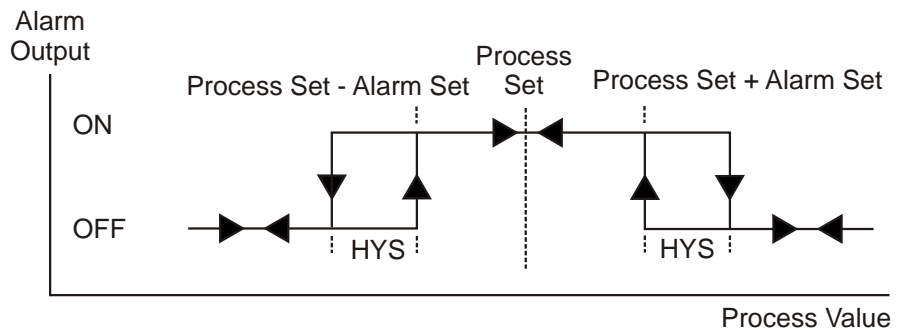 Alarm
Output
Process
Set
Process Set - Alarm Set
Process Set + Alarm Set
ON
OFF
HYS
HYS
Process Value